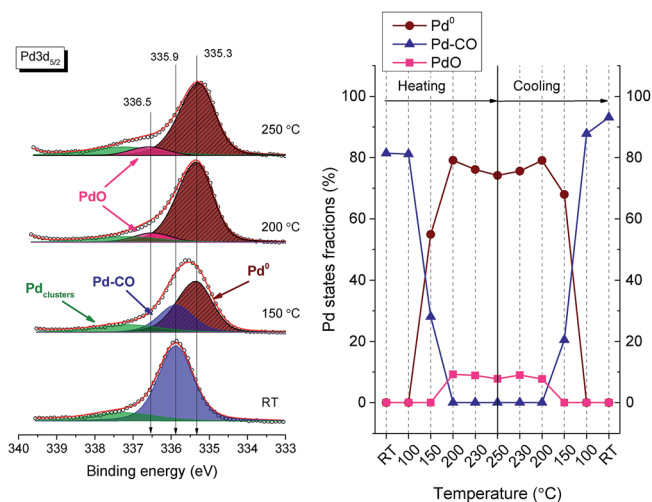 Pd3d5/2
336.5
335.9
335.3
250 °C
PdO
200 °C
Pd-CO
Pd0
Pdclusters
150 °C
RT
340 339 338 337 336 335 334 333
Binding energy (eV)
Pd0
Pd-CO
PdO
Heating
Cooling
100
80
60
40
20
0
Pd states fractions (%)
100
80
60
40
20
0
RT 100 150 200 230 250 230 200 150 100 RT
Temperature (°C)